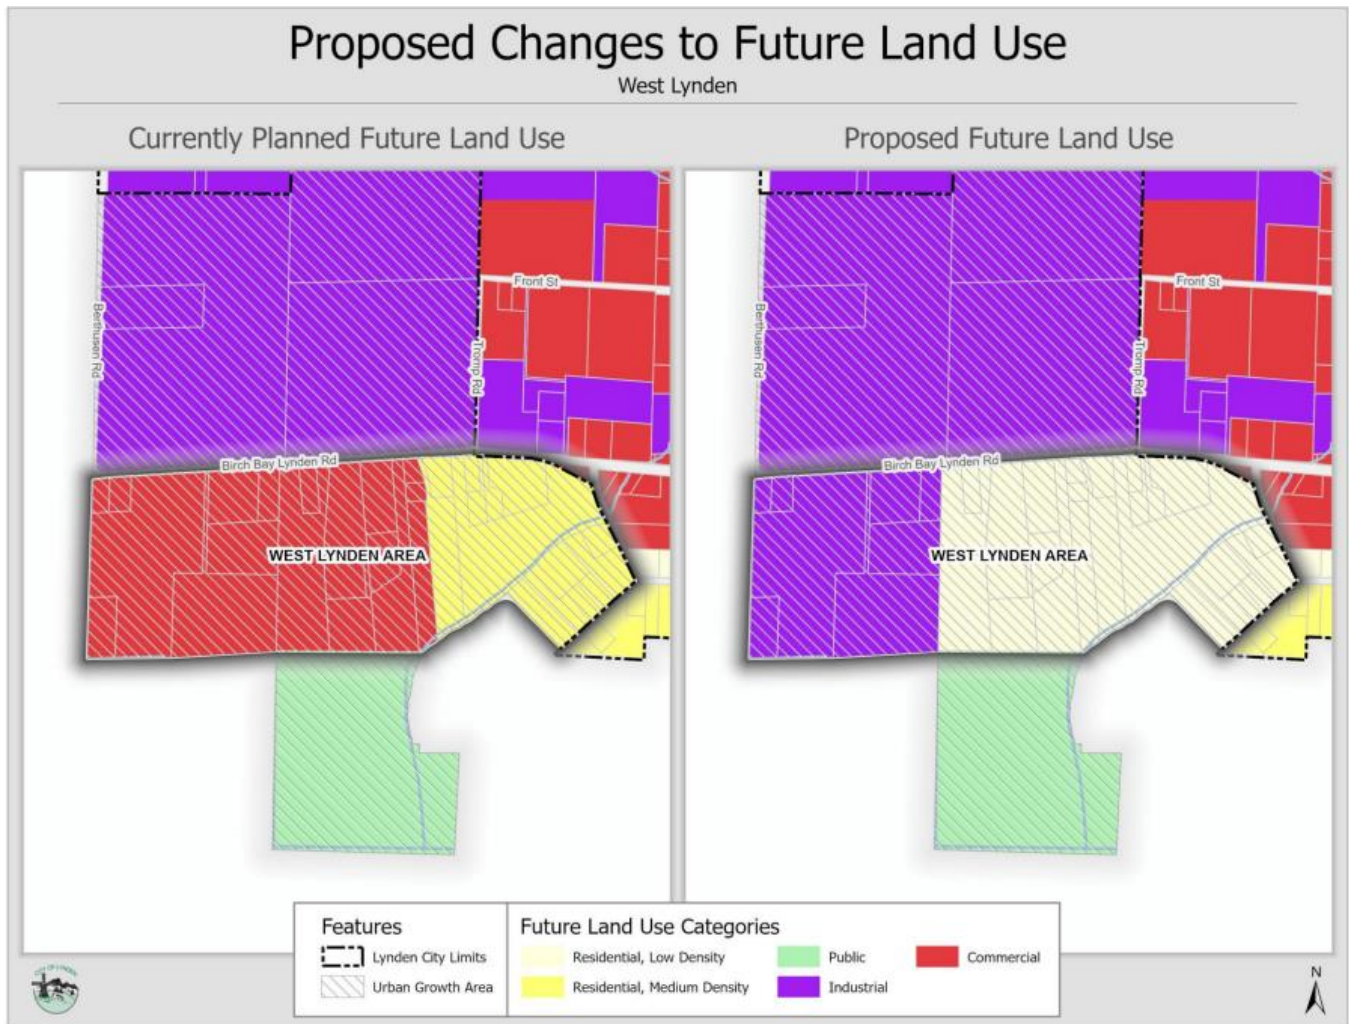 Proposed Changes to Future Land Use
West Lynden
Currently Planned Future Land Use
Proposed Future Land Use
Front St
Berthusen Rd
Tromp Rd
Birch Bay Lynden Rd
WEST LYNDEN AREA
Front St
Berthusen Rd
Tromp Rd
Birch Bay Lynden Rd
WEST LYNDEN AREA
Features
Lynden City Limits
Urban Growth Area
Future Land Use Categories
Residential, Low Density
Public
Commercial
Residential, Medium Density
Industrial
CITY OF LYNDEN
N